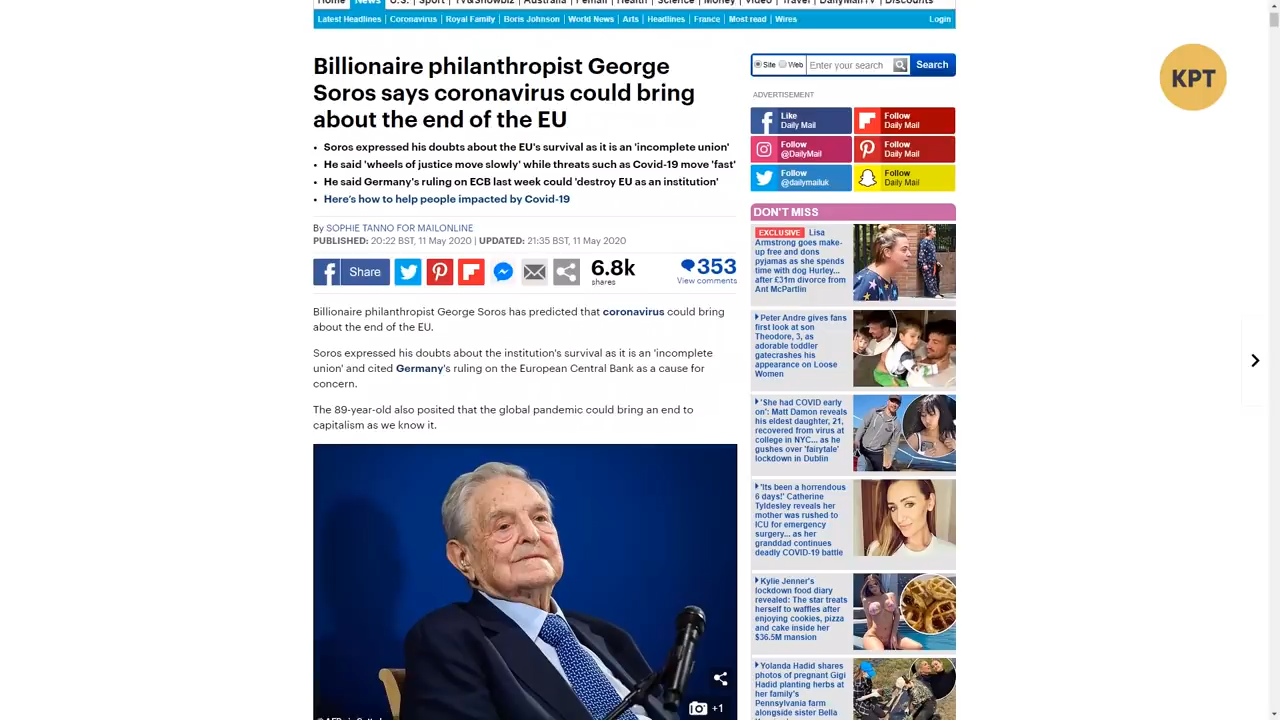 Home News U.S. Sport TV&Showbiz Australia Femail Health Science Money Video Travel DailyMailTV Discounts
Latest Headlines Coronavirus Royal Family Boris Johnson World News Arts Headlines France Most read Wires Login
Billionaire philanthropist George
Soros says coronavirus could bring
about the end of the EU
• Soros expressed his doubts about the EU's survival as it is an 'incomplete union'
• He said 'wheels of justice move slowly' while threats such as Covid-19 move 'fast'
• He said Germany's ruling on ECB last week could 'destroy EU as an institution'
• Here's how to help people impacted by Covid-19
By SOPHIE TANNO FOR MAILONLINE
PUBLISHED: 20:22 BST, 11 May 2020 | UPDATED: 21:35 BST, 11 May 2020
Share
6.8k
shares
353
View comments
Billionaire philanthropist George Soros has predicted that coronavirus could bring
about the end of the EU.
Soros expressed his doubts about the institution's survival as it is an 'incomplete
union' and cited Germany's ruling on the European Central Bank as a cause for
concern.
The 89-year-old also posited that the global pandemic could bring an end to
capitalism as we know it.
+1
Site Web Enter your search Search
ADVERTISEMENT
Like
Daily Mail
Follow
Daily Mail
Follow
@DailyMail
Follow
Daily Mail
Follow
@dailymailuk
Follow
Daily Mail
DON'T MISS
EXCLUSIVE Lisa
Armstrong goes make-
up free and dons
pyjamas as she spends
time with dog Hurley...
after £31m divorce from
Ant McPartlin
Peter Andre gives fans
first look at son
Theodore, 3, as
adorable toddler
gatecrashes his
appearance on Loose
Women
'She had COVID early
on': Matt Damon reveals
his eldest daughter, 21,
recovered from virus at
college in NYC... as he
gushes over 'fairytale'
lockdown in Dublin
'Its been a horrendous
6 days!' Catherine
Tyldesley reveals her
mother was rushed to
ICU for emergency
surgery... as her
granddad continues
deadly COVID-19 battle
Kylie Jenner's
lockdown food diary
revealed: The star treats
herself to waffles after
enjoying cookies, pizza
and cake inside her
$36.5M mansion
Yolanda Hadid shares
photos of pregnant Gigi
Hadid planting herbs at
her family's
Pennsylvania farm
alongside sister Bella
KPT